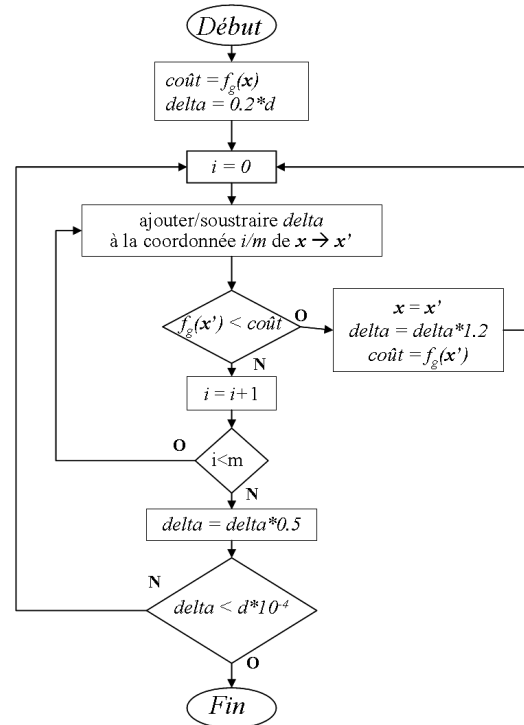 Début
coût = f_g(x)
delta = 0.2*d
i = 0
ajouter/soustraire delta
à la coordonnée i/m de x → x'
f_g(x') < coût
O
x = x'
delta = delta*1.2
coût = f_g(x')
N
i = i+1
O
i<m
N
delta = delta*0.5
N
delta < d*10⁻⁴
O
Fin